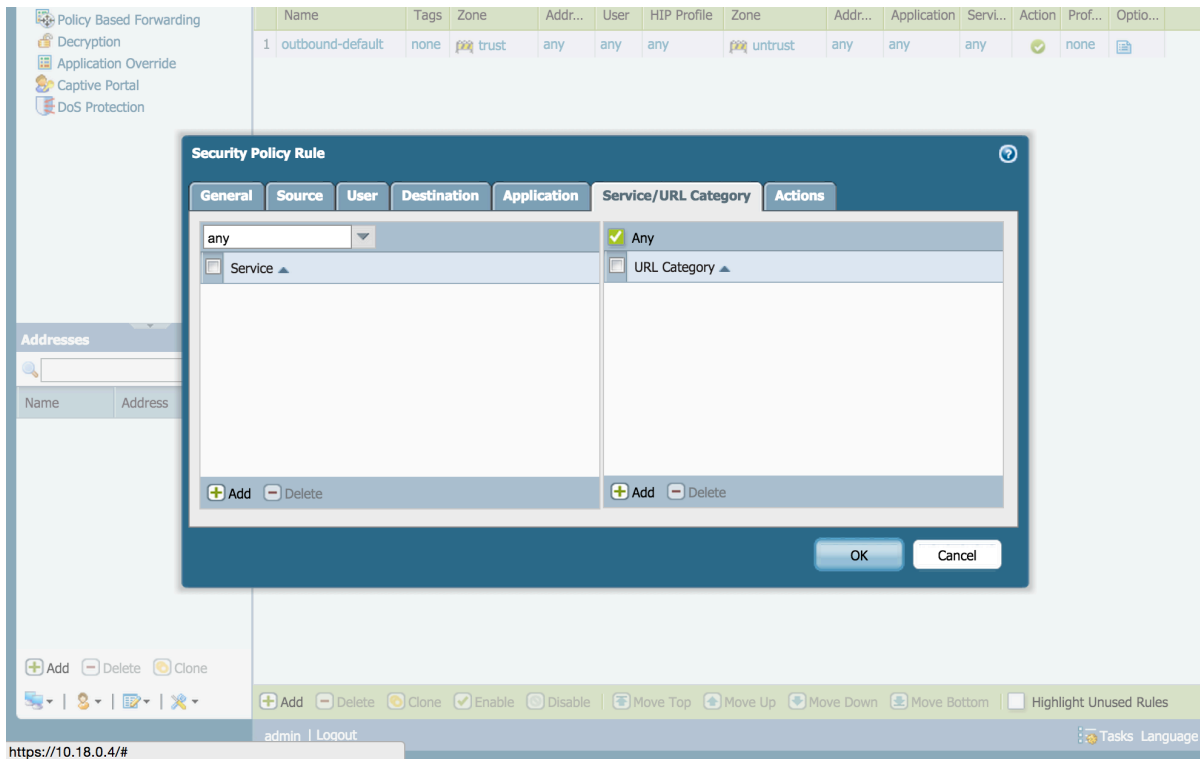 Policy Based Forwarding
Decryption
Application Override
Captive Portal
DoS Protection
Name Tags Zone Addr... User HIP Profile Zone Addr... Application Servi... Action Prof... Optio...
1 outbound-default none trust any any any untrust any any any none
Security Policy Rule
General Source User Destination Application Service/URL Category Actions
any
Service
Add Delete
Any
URL Category
Add Delete
OK Cancel
Addresses
Name Address
Add Delete Clone
Add Delete Clone Enable Disable Move Top Move Up Move Down Move Bottom Highlight Unused Rules
admin | Logout
Tasks Language
https://10.18.0.4/#